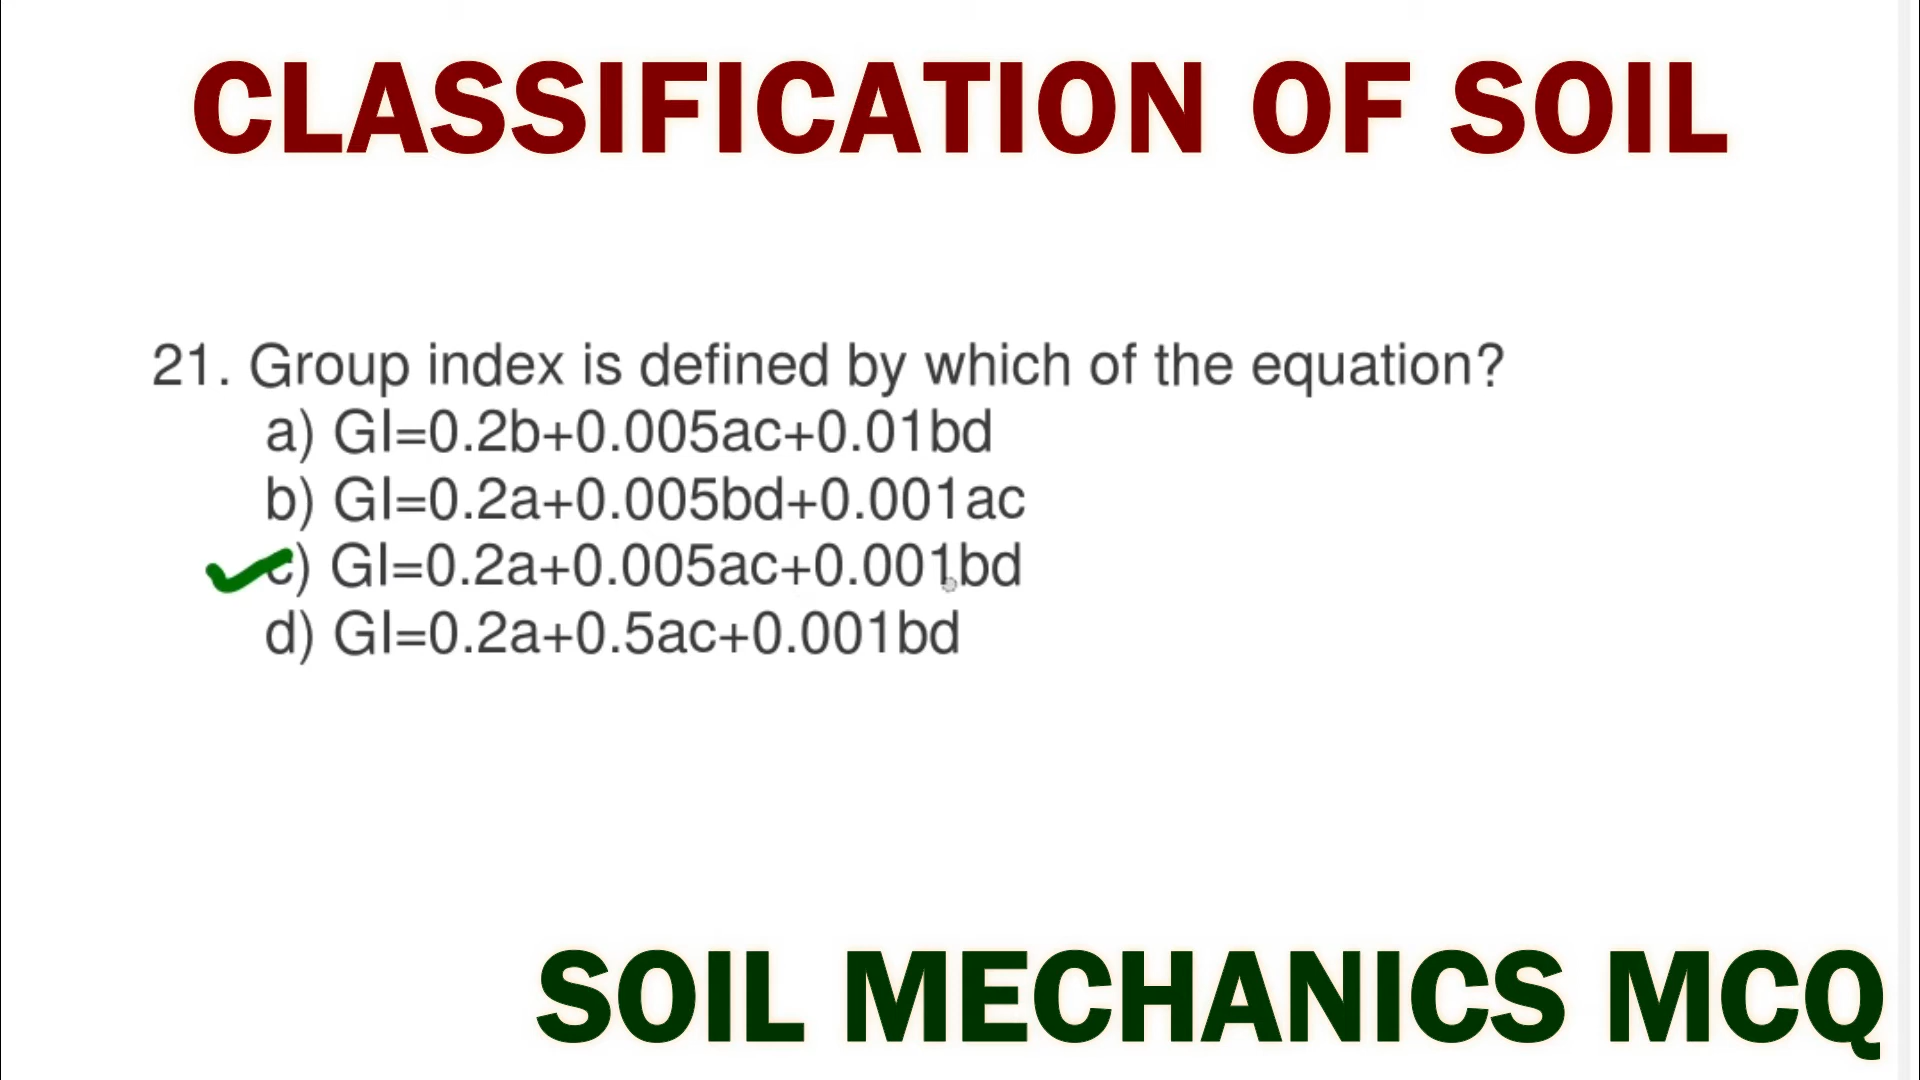 CLASSIFICATION OF SOIL
21. Group index is defined by which of the equation?
a) GI=0.2b+0.005ac+0.01bd
b) GI=0.2a+0.005bd+0.001ac
c) GI=0.2a+0.005ac+0.001bd
d) GI=0.2a+0.5ac+0.001bd
SOIL MECHANICS MCQ